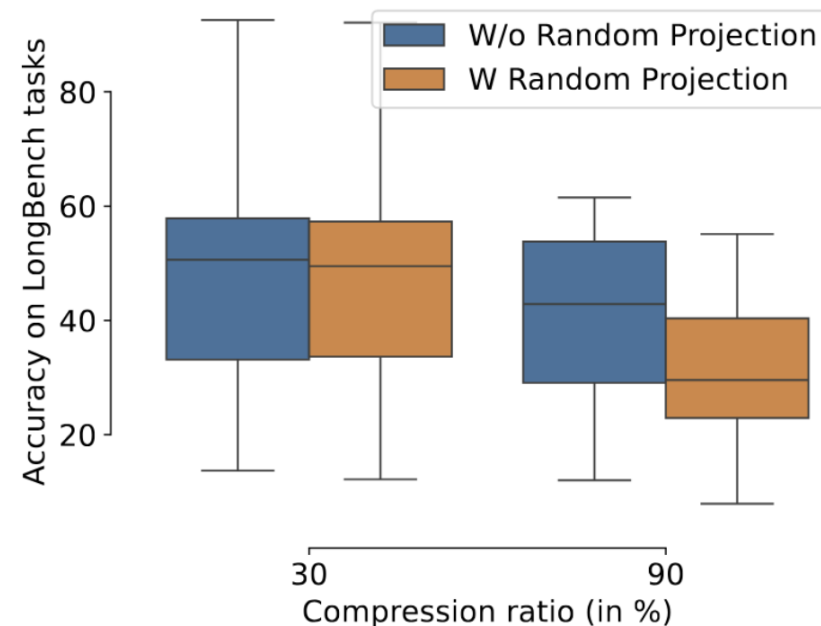 W/o Random Projection
W Random Projection
Accuracy on LongBench tasks
80
60
40
20
30
90
Compression ratio (in %)